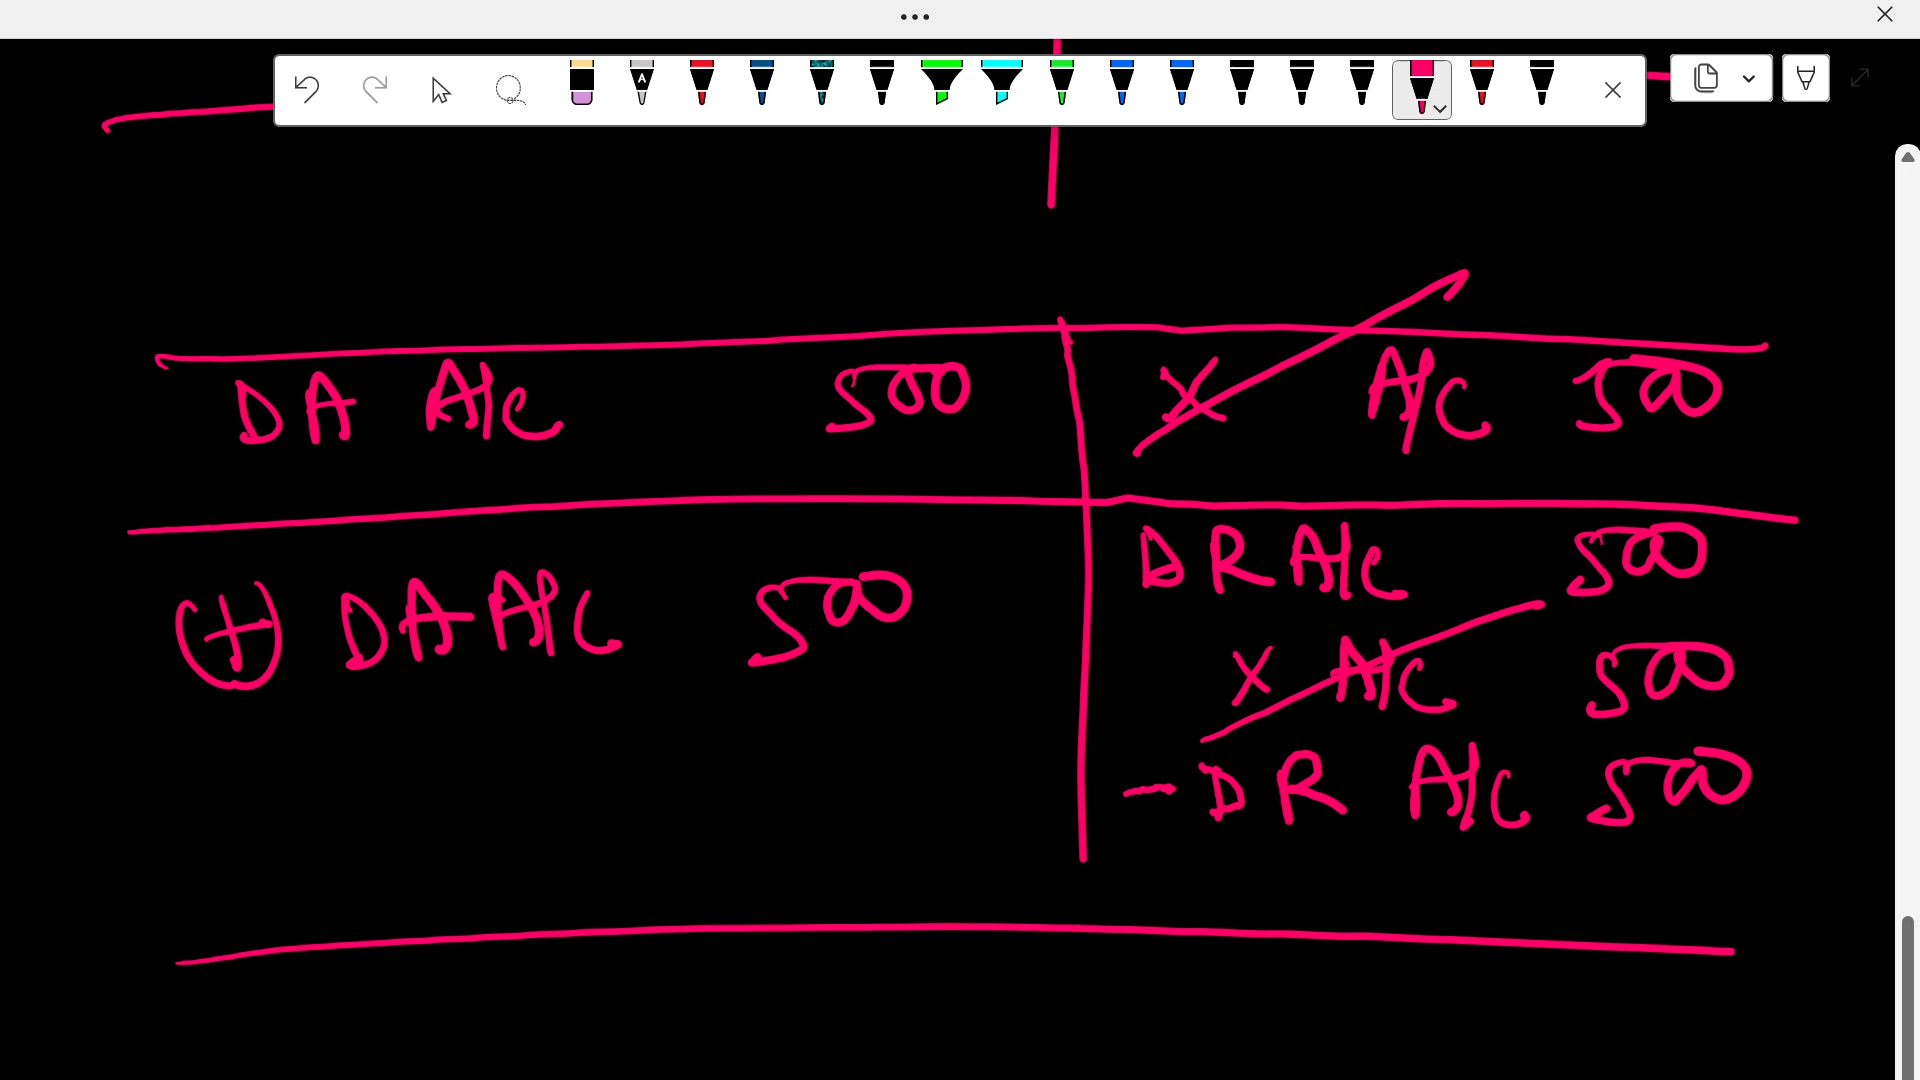 DA A/C 500 X A/C 500
DR A/C 500
(+) DA A/C 500
X A/C 500
- DR A/C 500